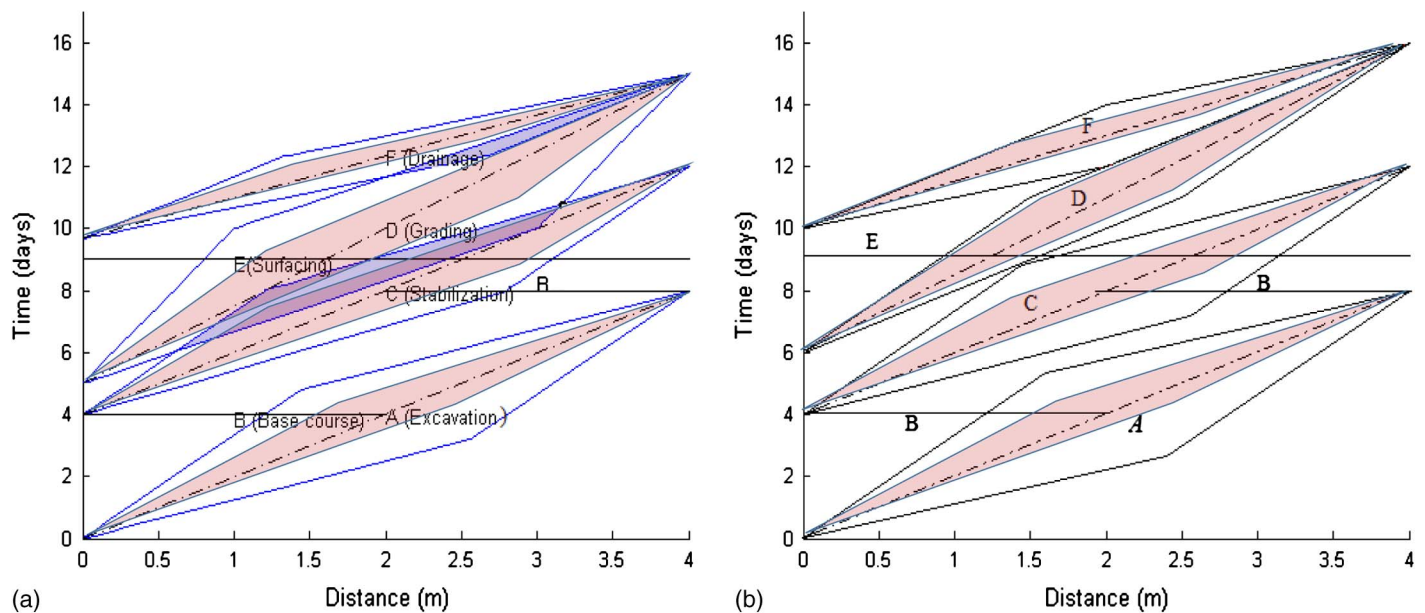 16
14
12
10
8
6
4
2
0
Time (days)
F (Drainage)
D (Grading)
E(Surfacing)
C (Stabilization)
B
B (Base course)
A (Excavation)
0 0.5 1 1.5 2 2.5 3 3.5 4
Distance (m)
(a)
16
14
12
10
8
6
4
2
0
Time (days)
F
D
E
C
B
B
A
0 0.5 1 1.5 2 2.5 3 3.5 4
Distance (m)
(b)